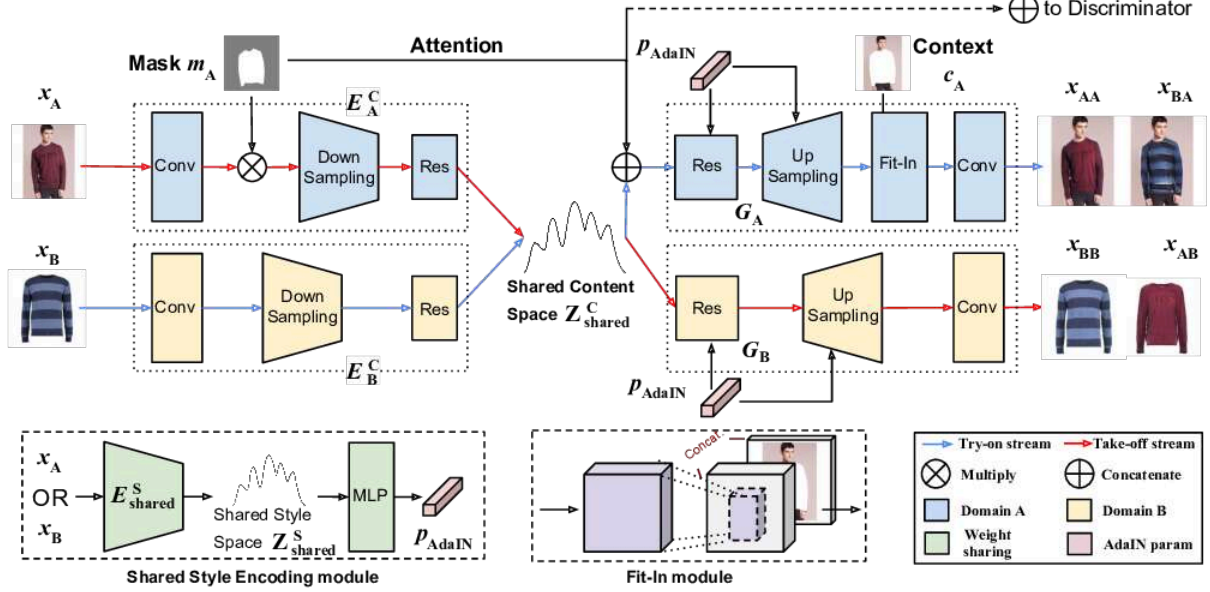 to Discriminator
Attention
Mask m_A
p_AdaIN
Context
c_A
x_A
E_A^C
x_AA
x_BA
Conv
Down
Sampling
Res
Res
Up
Sampling
Fit-In
Conv
G_A
x_B
Shared Content
Space Z_shared^C
x_BB
x_AB
Conv
Down
Sampling
Res
Res
Up
Sampling
Conv
E_B^C
G_B
p_AdaIN
x_A
OR
x_B
E_shared^S
Shared Style
Space Z_shared^S
MLP
p_AdaIN
Shared Style Encoding module
Concat.
Fit-In module
Try-on stream
Take-off stream
Multiply
Concatenate
Domain A
Domain B
Weight
sharing
AdaIN param